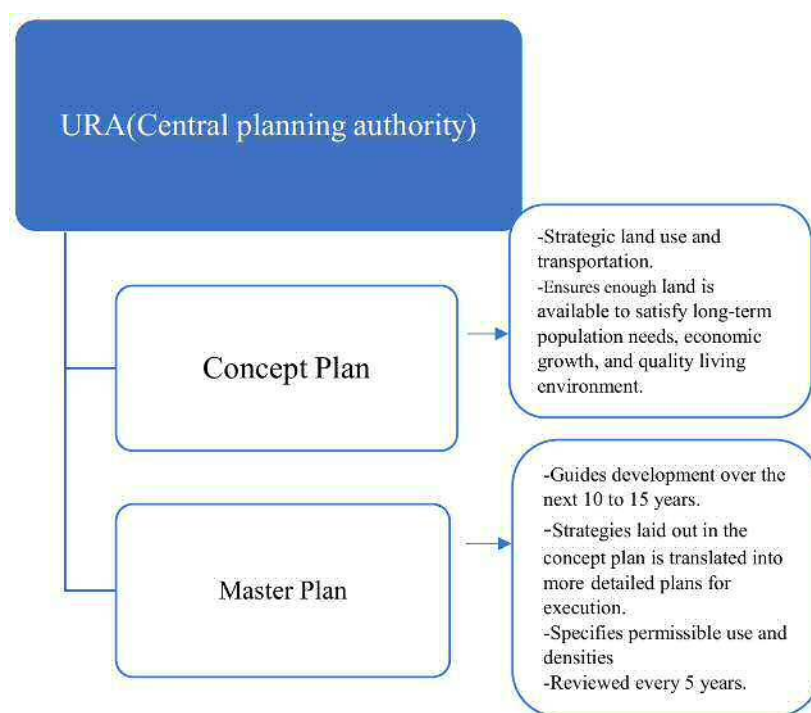 URA(Central planning authority)
Concept Plan
-Strategic land use and
transportation.
-Ensures enough land is
available to satisfy long-term
population needs, economic
growth, and quality living
environment.
Master Plan
-Guides development over the
next 10 to 15 years.
-Strategies laid out in the
concept plan is translated into
more detailed plans for
execution.
-Specifies permissible use and
densities
-Reviewed every 5 years.